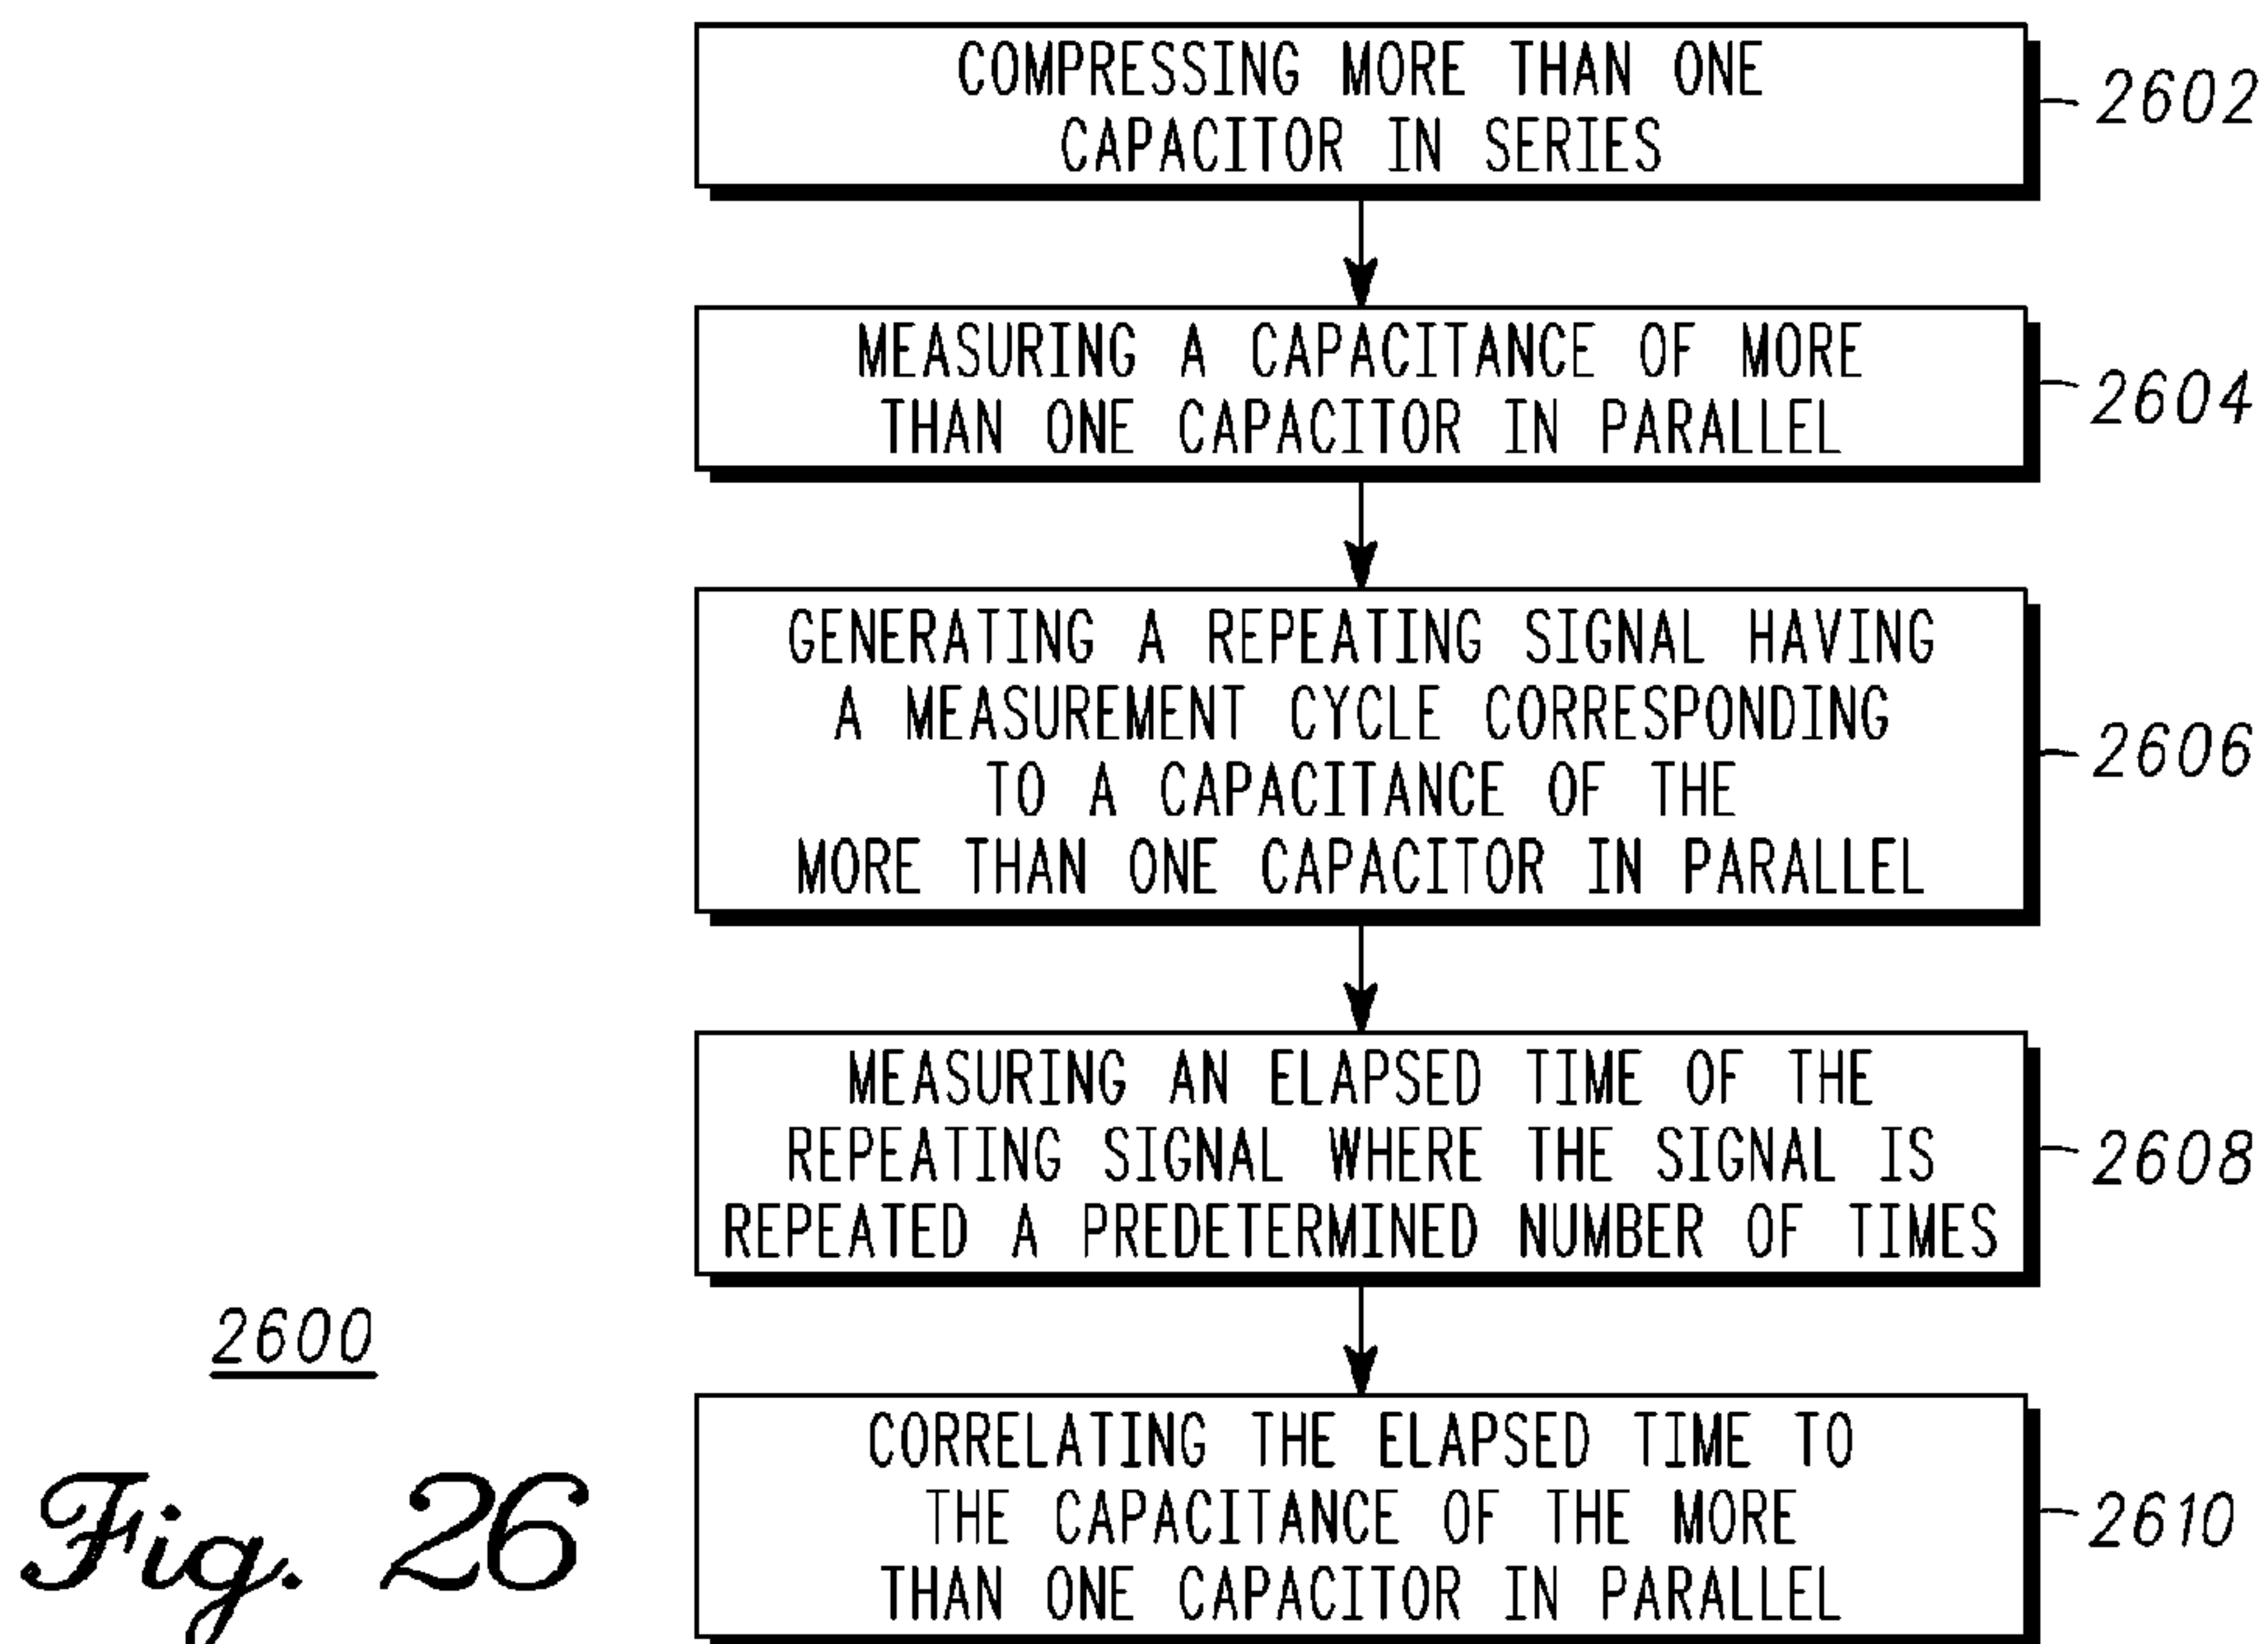 COMPRESSING MORE THAN ONE
CAPACITOR IN SERIES
2602
MEASURING A CAPACITANCE OF MORE
THAN ONE CAPACITOR IN PARALLEL
2604
GENERATING A REPEATING SIGNAL HAVING
A MEASUREMENT CYCLE CORRESPONDING
TO A CAPACITANCE OF THE
MORE THAN ONE CAPACITOR IN PARALLEL
2606
MEASURING AN ELAPSED TIME OF THE
REPEATING SIGNAL WHERE THE SIGNAL IS
REPEATED A PREDETERMINED NUMBER OF TIMES
2608
CORRELATING THE ELAPSED TIME TO
THE CAPACITANCE OF THE MORE
THAN ONE CAPACITOR IN PARALLEL
2610
2600
Fig. 26